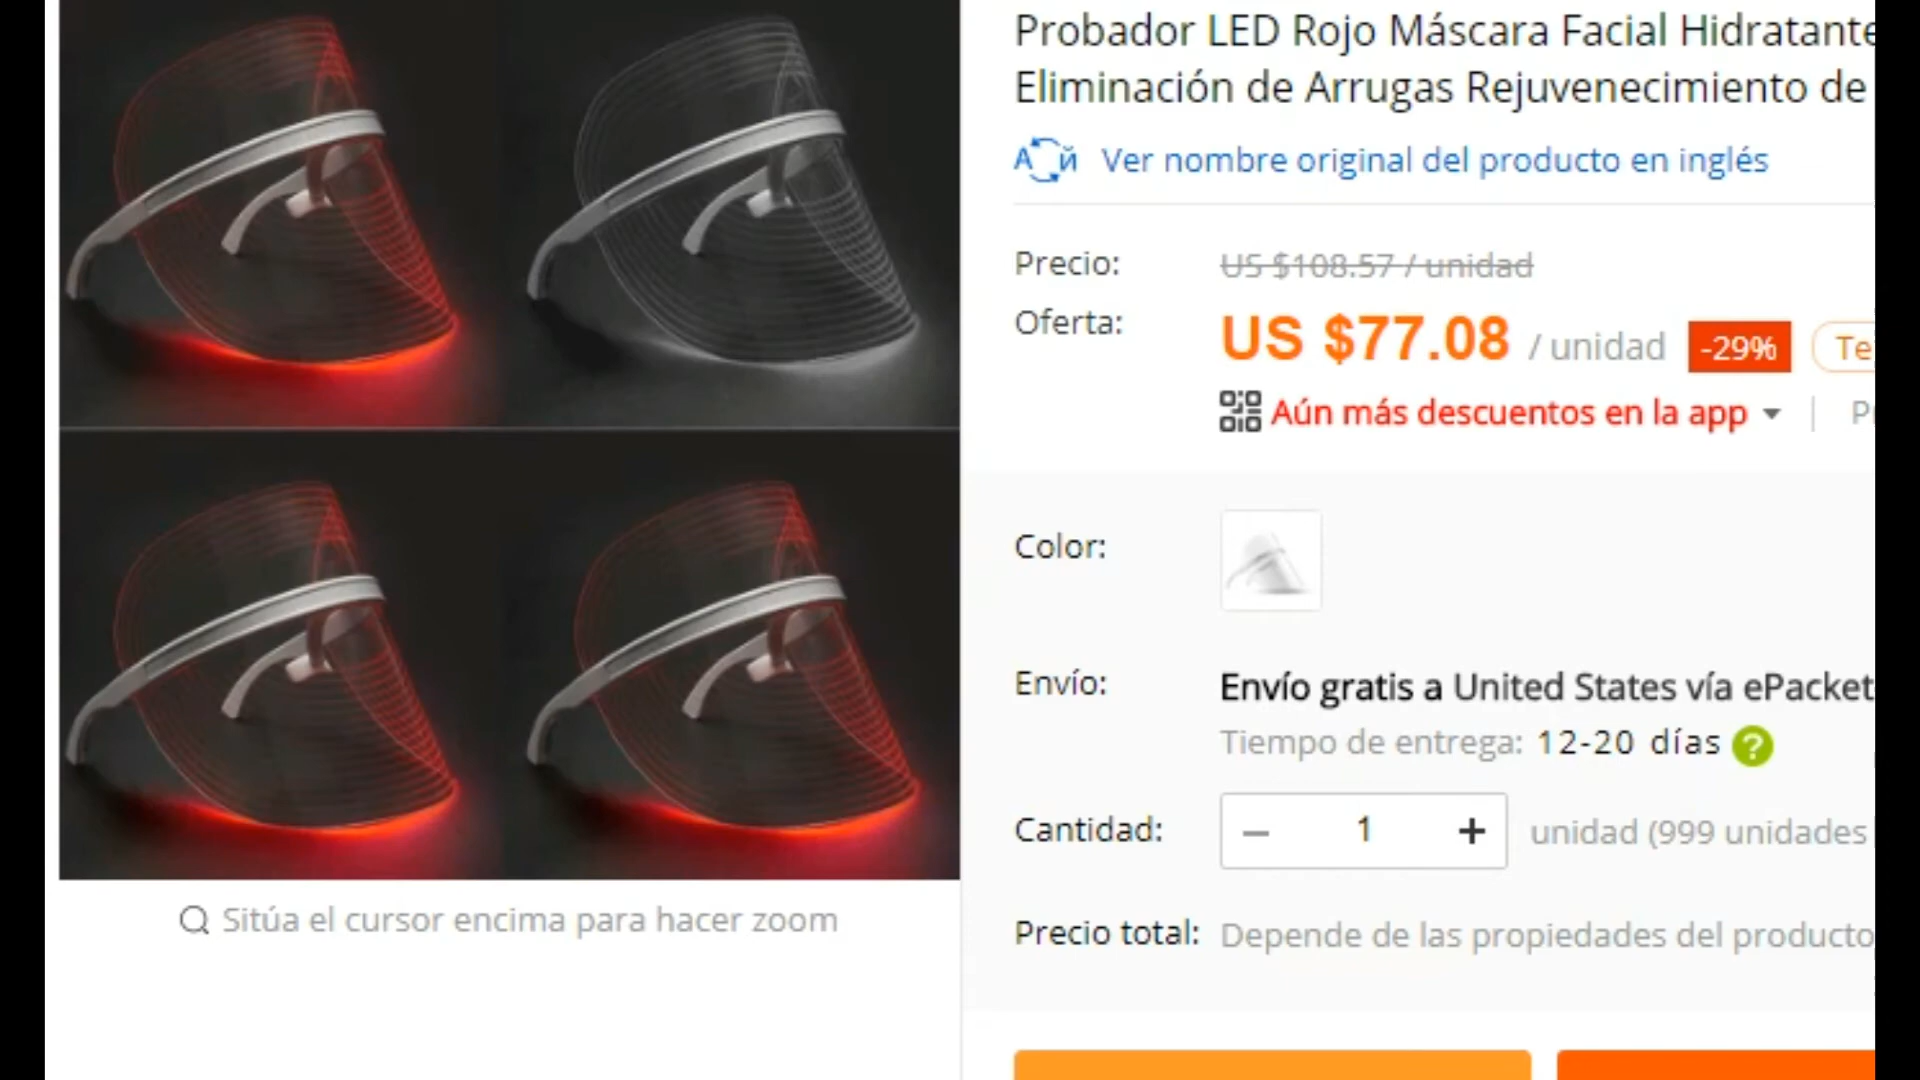 Probador LED Rojo Máscara Facial Hidratante
Eliminación de Arrugas Rejuvenecimiento de
Ver nombre original del producto en inglés
Precio: US $108.57 / unidad
Oferta: US $77.08 / unidad -29% Te
Aún más descuentos en la app
Color:
Envío: Envío gratis a United States vía ePacket
Tiempo de entrega: 12-20 días ?
Cantidad: − 1 + unidad (999 unidades
Precio total: Depende de las propiedades del producto
Sitúa el cursor encima para hacer zoom